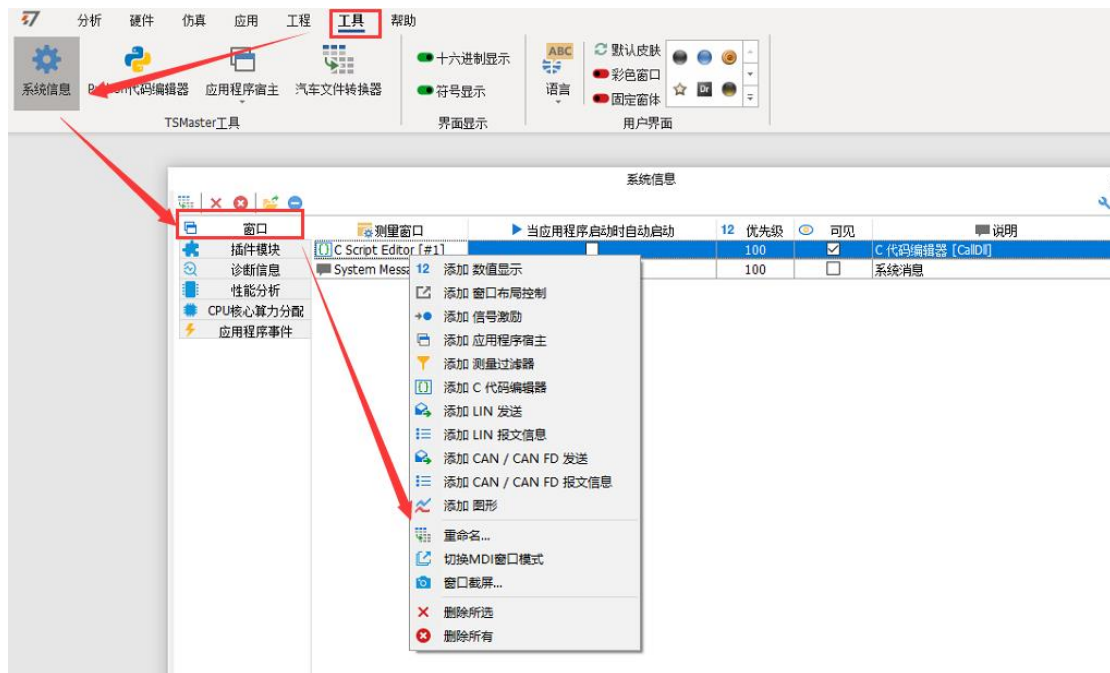 分析 硬件 仿真 应用 工程 工具 帮助
系统信息 代码编辑器 应用程序宿主 汽车文件转换器
十六进制显示
符号显示
ABC
语言
默认皮肤
彩色窗口
固定窗体
Dr
TSMaster工具 界面显示 用户界面
系统信息
窗口
插件模块
诊断信息
性能分析
CPU核心算力分配
应用程序事件
测量窗口 当应用程序启动时自动启动 12 优先级 可见 说明
C Script Editor [#1] 100 C 代码编辑器 [CallDll]
System 100 系统消息
12 添加 数值显示
添加 窗口布局控制
添加 信号激励
添加 应用程序宿主
添加 测量过滤器
添加 C 代码编辑器
添加 LIN 发送
添加 LIN 报文信息
添加 CAN / CAN FD 发送
添加 CAN / CAN FD 报文信息
添加 图形
重命名...
切换MDI窗口模式
窗口截屏...
删除所选
删除所有